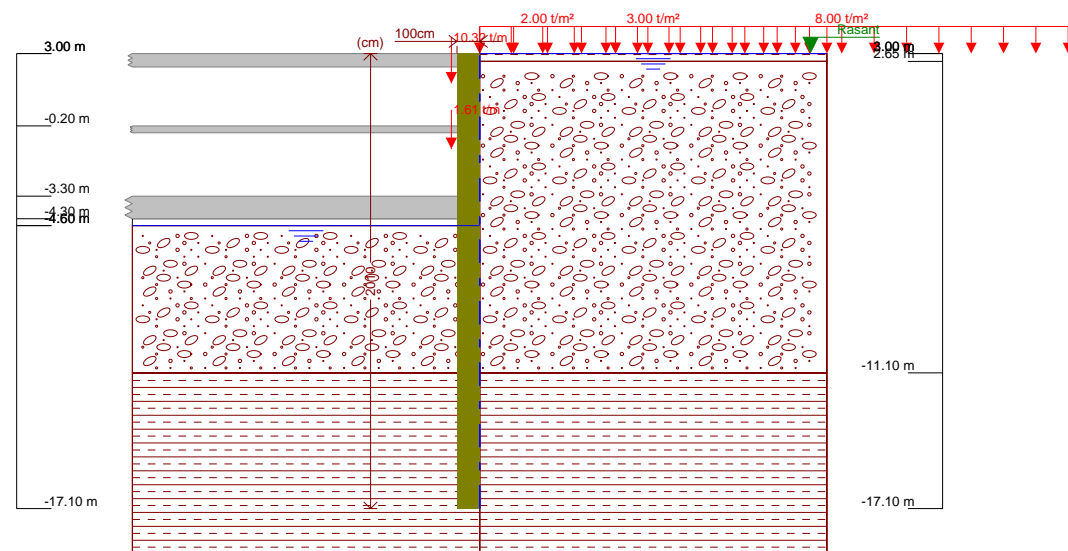 2.00 t/m² 3.00 t/m² 8.00 t/m²
100cm 10.32 t/m Rasant
3.00 m (cm) 3.00 m
2.65 m
1.61 t/m
-0.20 m
-3.30 m
-4.30 m
-4.60 m
2000
-11.10 m
-17.10 m -17.10 m